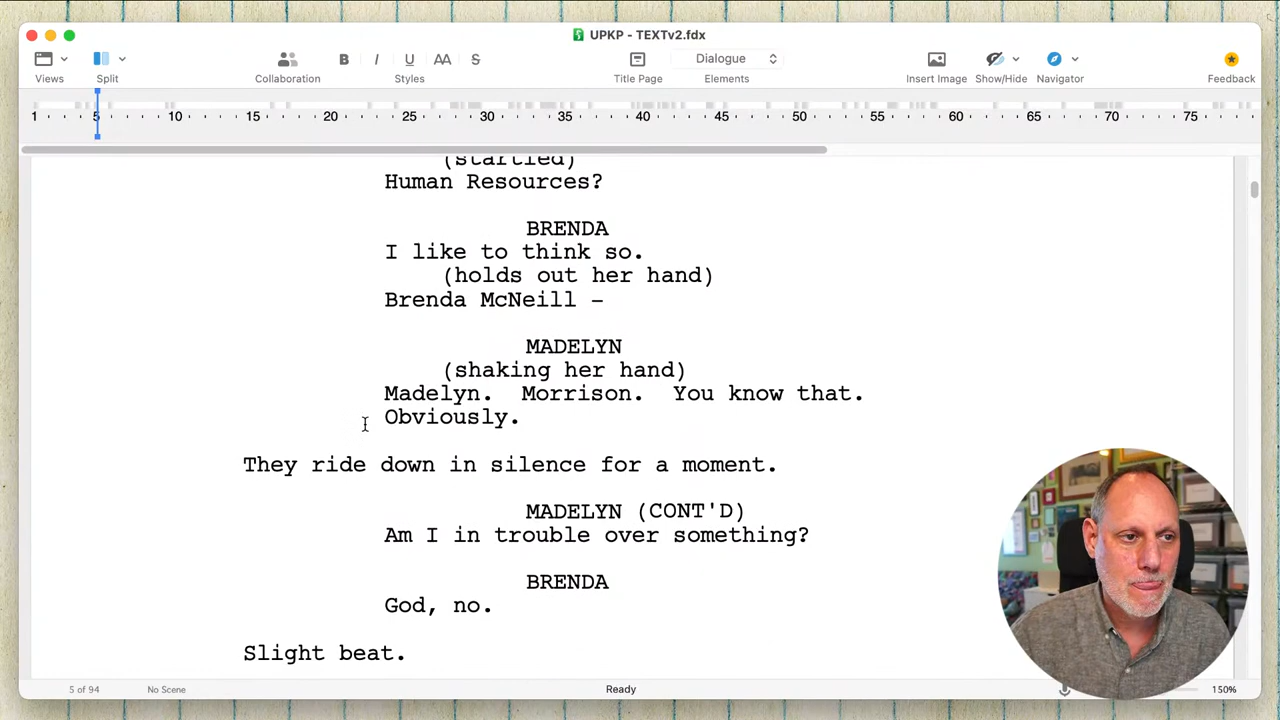 UPKP - TEXTv2.fdx
Views
Split
Collaboration
B I U AA S
Styles
Title Page
Dialogue
Elements
Insert Image
Show/Hide
Navigator
Feedback
1 5 10 15 20 25 30 35 40 45 50 55 60 65 70 75
(startled)
Human Resources?
BRENDA
I like to think so.
(holds out her hand)
Brenda McNeill –
MADELYN
(shaking her hand)
Madelyn.  Morrison.  You know that.
Obviously.
They ride down in silence for a moment.
MADELYN (CONT'D)
Am I in trouble over something?
BRENDA
God, no.
Slight beat.
5 of 94
No Scene
Ready
150%